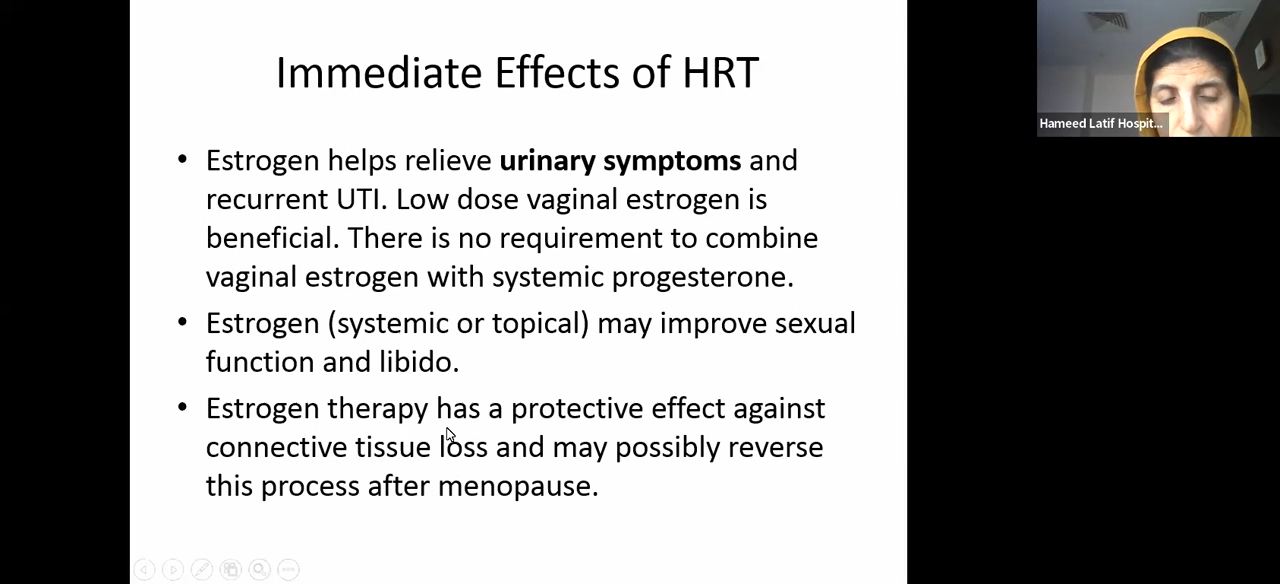 Immediate Effects of HRT
• Estrogen helps relieve urinary symptoms and
recurrent UTI. Low dose vaginal estrogen is
beneficial. There is no requirement to combine
vaginal estrogen with systemic progesterone.
• Estrogen (systemic or topical) may improve sexual
function and libido.
• Estrogen therapy has a protective effect against
connective tissue loss and may possibly reverse
this process after menopause.
Hameed Latif Hospit...